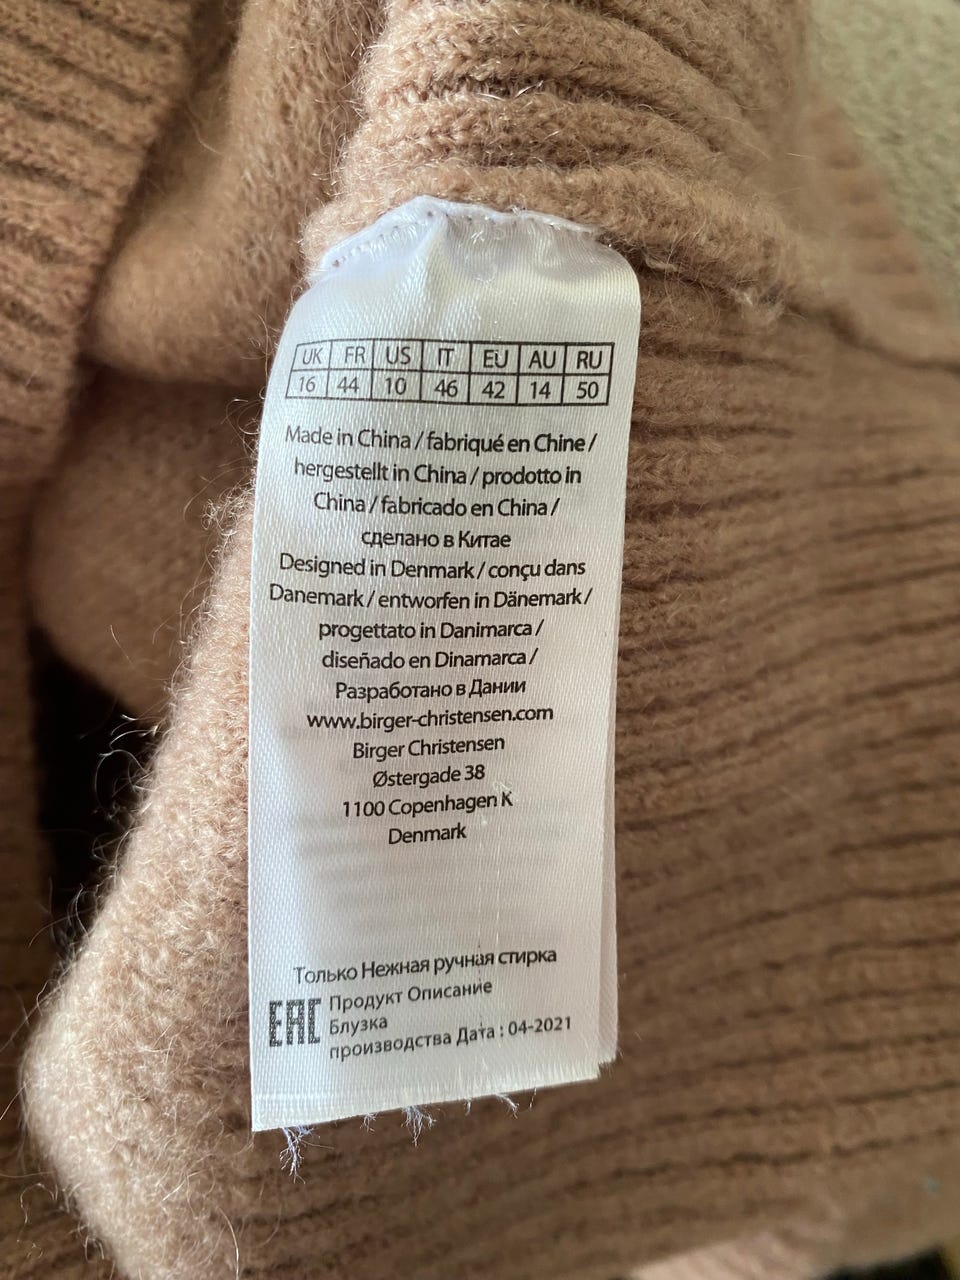 UK FR US IT EU AU RU
16 44 10 46 42 14 50
Made in China / fabriqué en Chine /
hergestellt in China / prodotto in
China / fabricado en China /
сделано в Китае
Designed in Denmark / conçu dans
Danemark / entworfen in Dänemark /
progettato in Danimarca /
diseñado en Dinamarca /
Разработано в Дании
www.birger-christensen.com
Birger Christensen
Østergade 38
1100 Copenhagen K
Denmark
Только Нежная ручная стирка
EAC
Продукт Описание
Блузка
производства Дата : 04-2021